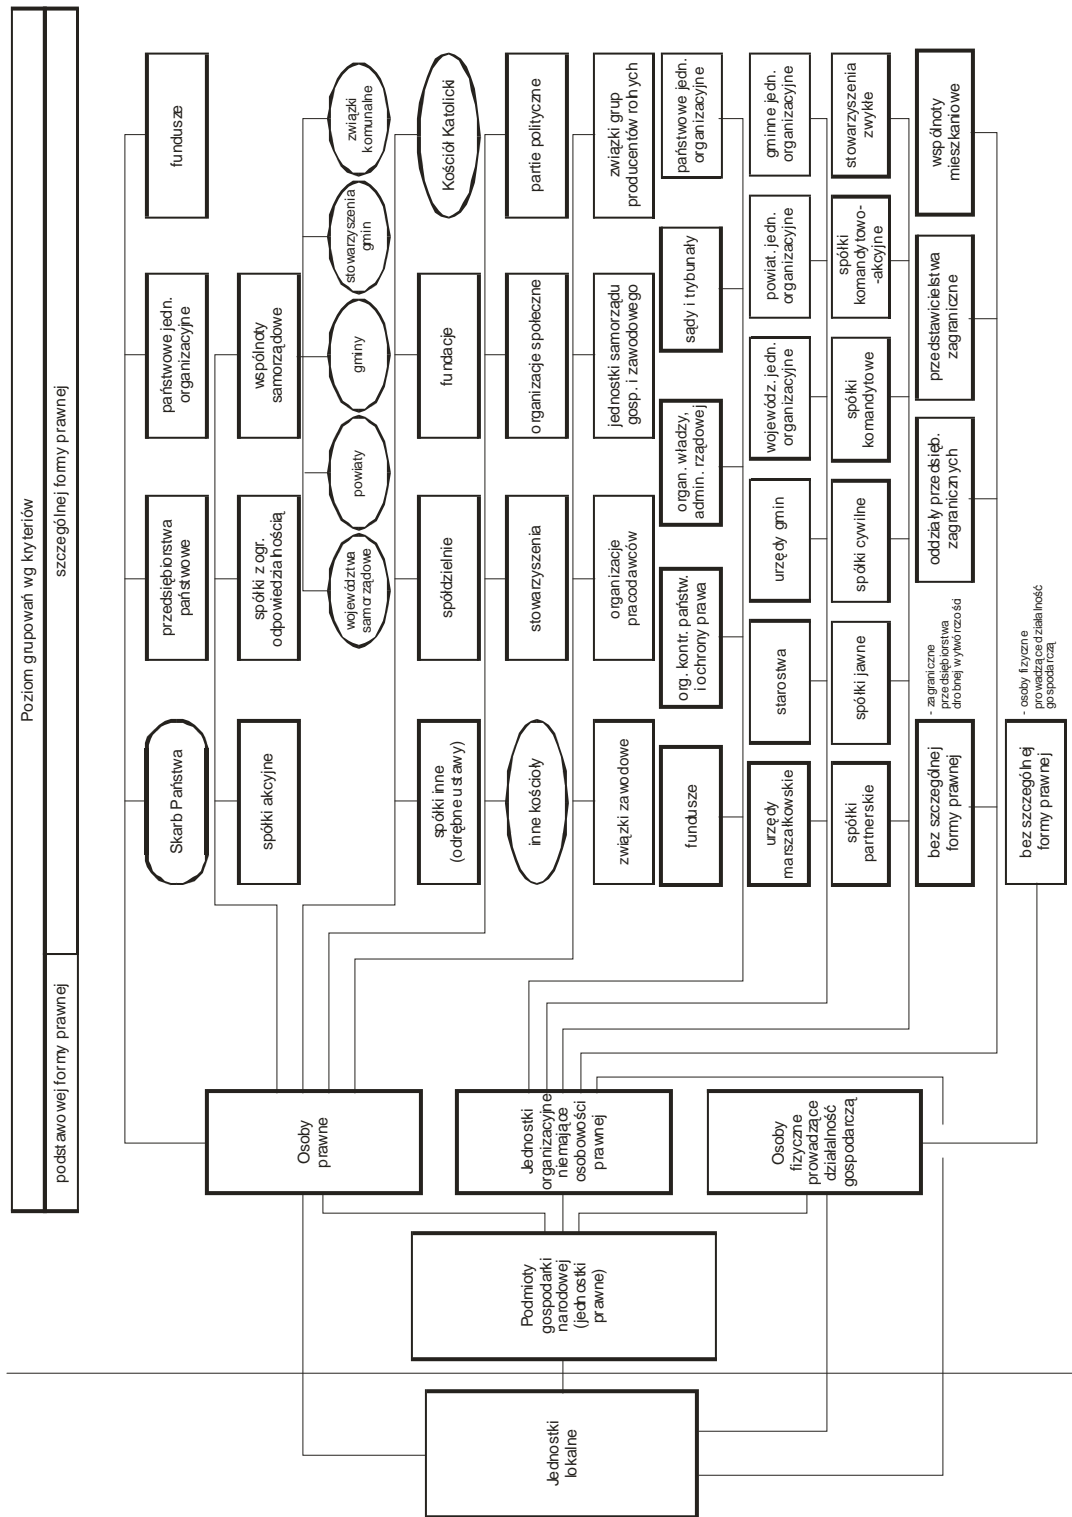 Poziom grupowań wg kryteriów
podstawowej formy prawnej
szczególnej formy prawnej
Skarb Państwa
przedsiębiorstwa
państwowe
państwowe jedn.
organizacyjne
fundusze
spółki akcyjne
spółki z ogr.
odpowiedzialnością
wspólnoty
samorządowe
województwa
samorządowe
powiaty
gminy
stowarzyszenia
gmin
związki
komunalne
spółki inne
(odrębne ustawy)
spółdzielnie
fundacje
Kościół Katolicki
inne kościoły
stowarzyszenia
organizacje społeczne
partie polityczne
związki zawodowe
organizacje
pracodawców
jednostki samorządu
gosp. i zawodowego
związki grup
producentów rolnych
fundusze
org. kontr. państw.
i ochrony prawa
organ. władzy,
admin. rządowej
sądy i trybunały
państwowe jedn.
organizacyjne
urzędy
marszałkowskie
starostwa
urzędy gmin
wojewódz. jedn.
organizacyjne
powiat. jedn.
organizacyjne
gminne jedn.
organizacyjne
spółki
partnerskie
spółki jawne
spółki cywilne
spółki
komandytowe
spółki
komandytowo-
-akcyjne
stowarzyszenia
zwykłe
bez szczególnej
formy prawnej
- zagraniczne
przedsiębiorstwa
drobnej wytwórczości
oddziały przedsięb.
zagranicznych
przedstawicielstwa
zagraniczne
wspólnoty
mieszkaniowe
bez szczególnej
formy prawnej
- osoby fizyczne
prowadzące działalność
gospodarczą
Osoby
prawne
Jednostki
organizacyjne
niemające
osobowości
prawnej
Osoby
fizyczne
prowadzące
działalność
gospodarczą
Podmioty
gospodarki
narodowej
(jednostki
prawne)
Jednostki
lokalne